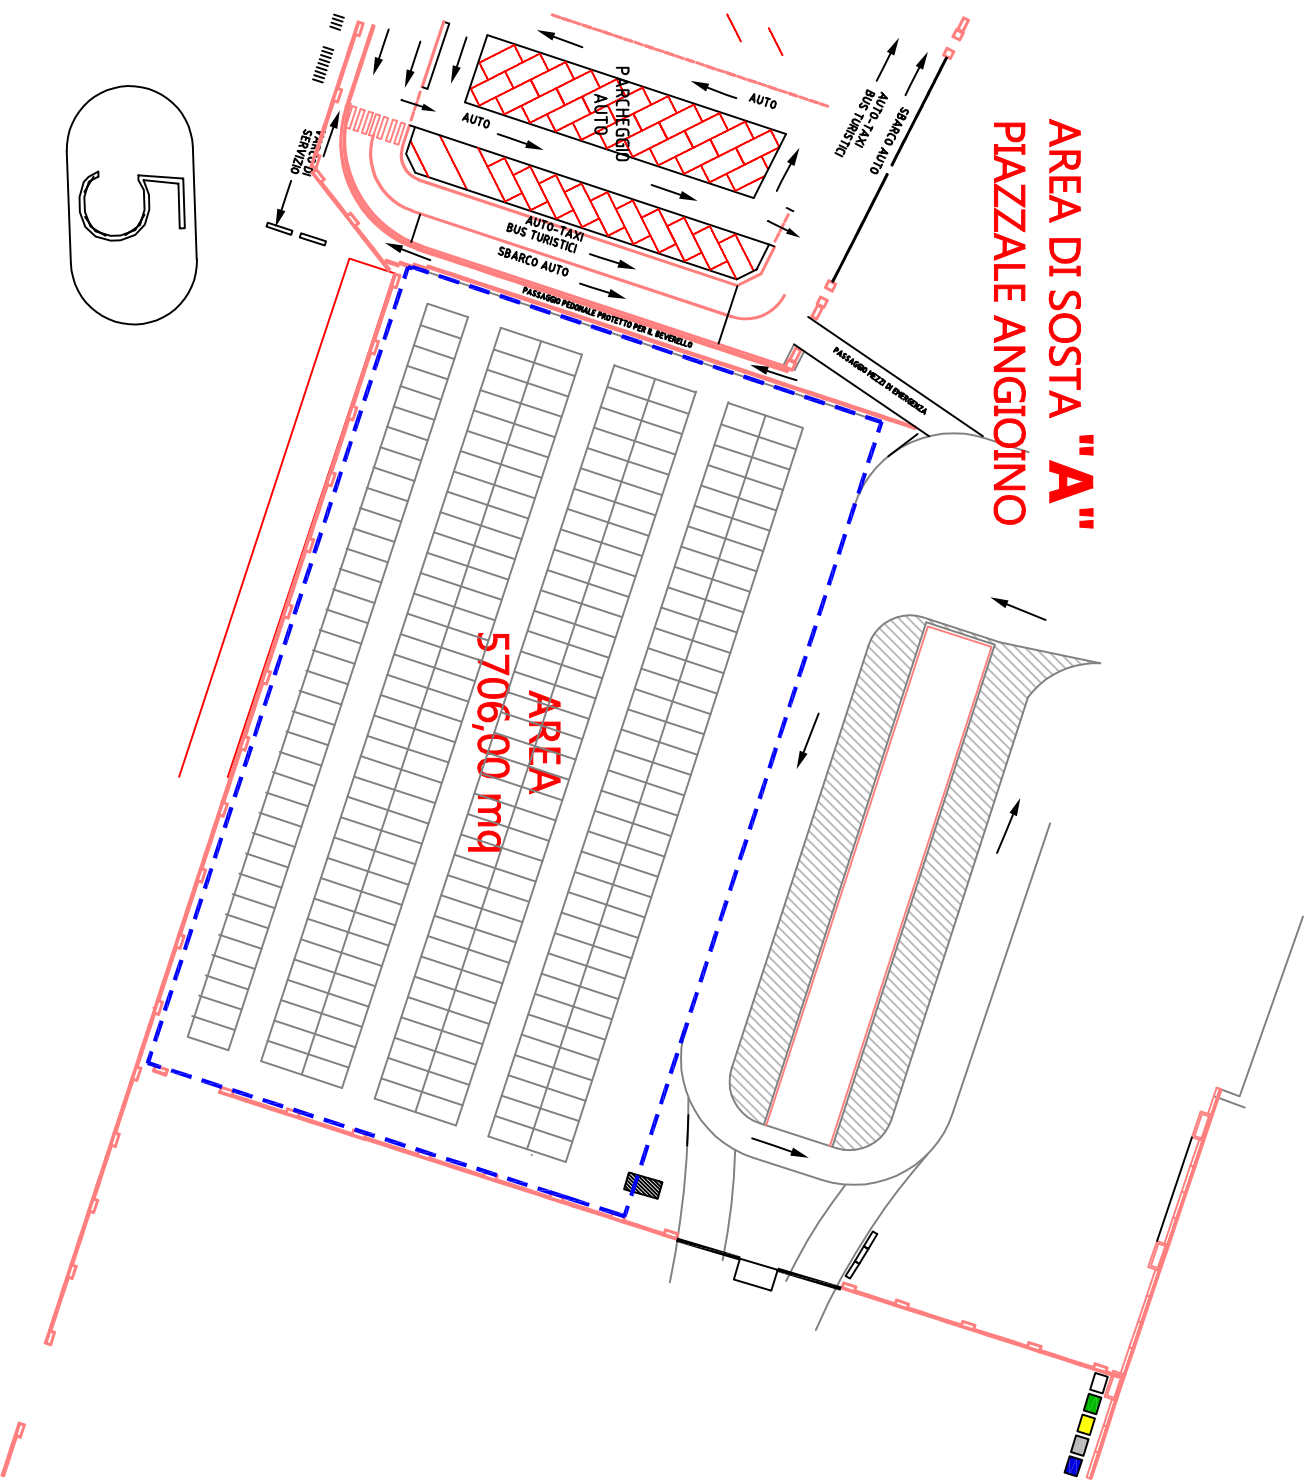 AREA DI SOSTA "A"
PIAZZALE ANGIOINO
SBARCO AUTO
AUTO-TAXI
BUS TURISTICI
PARCHEGGIO
AUTO
AUTO
AUTO
AUTO-TAXI
BUS TURISTICI
SBARCO AUTO
PASSAGGIO PEDONALE PROTETTO PER IL BEVERELLO
PASSAGGIO MEZZI DI EMERGENZA
VARCO DI
SERVIZIO
5
AREA
5706,00 mq